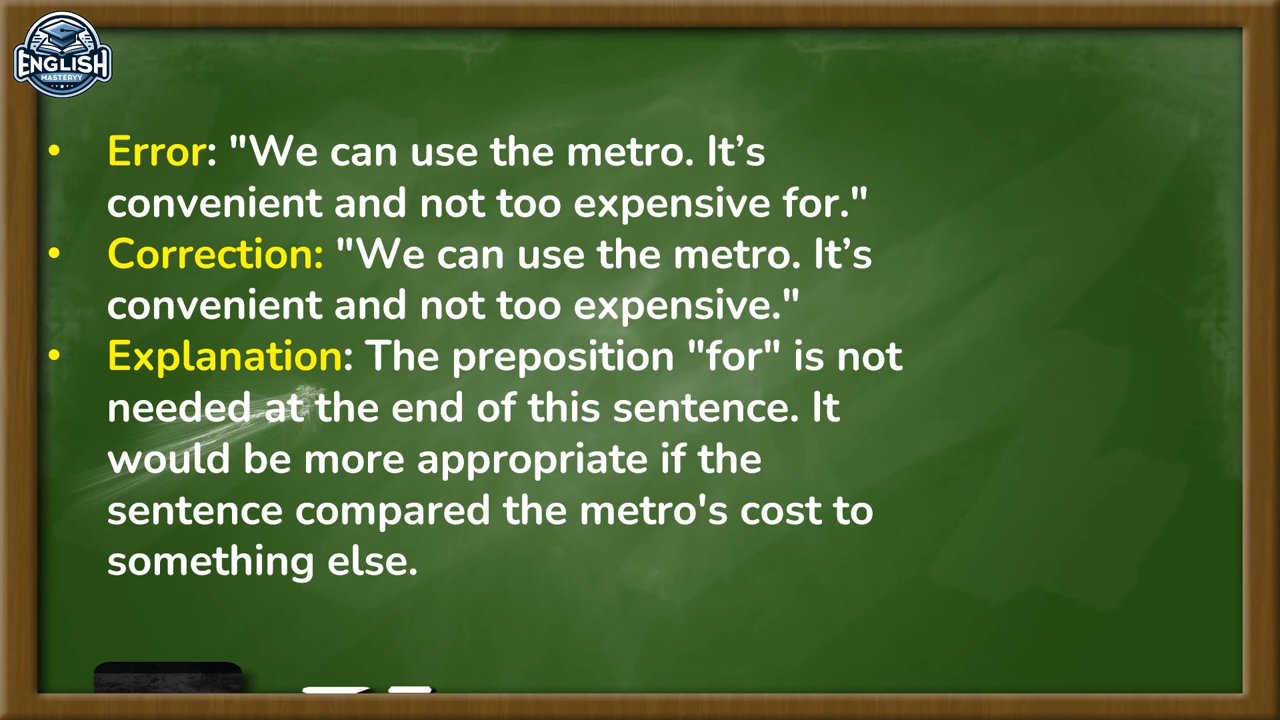 ENGLISH
MASTERYY
• Error: "We can use the metro. It’s
convenient and not too expensive for."
• Correction: "We can use the metro. It’s
convenient and not too expensive."
• Explanation: The preposition "for" is not
needed at the end of this sentence. It
would be more appropriate if the
sentence compared the metro's cost to
something else.